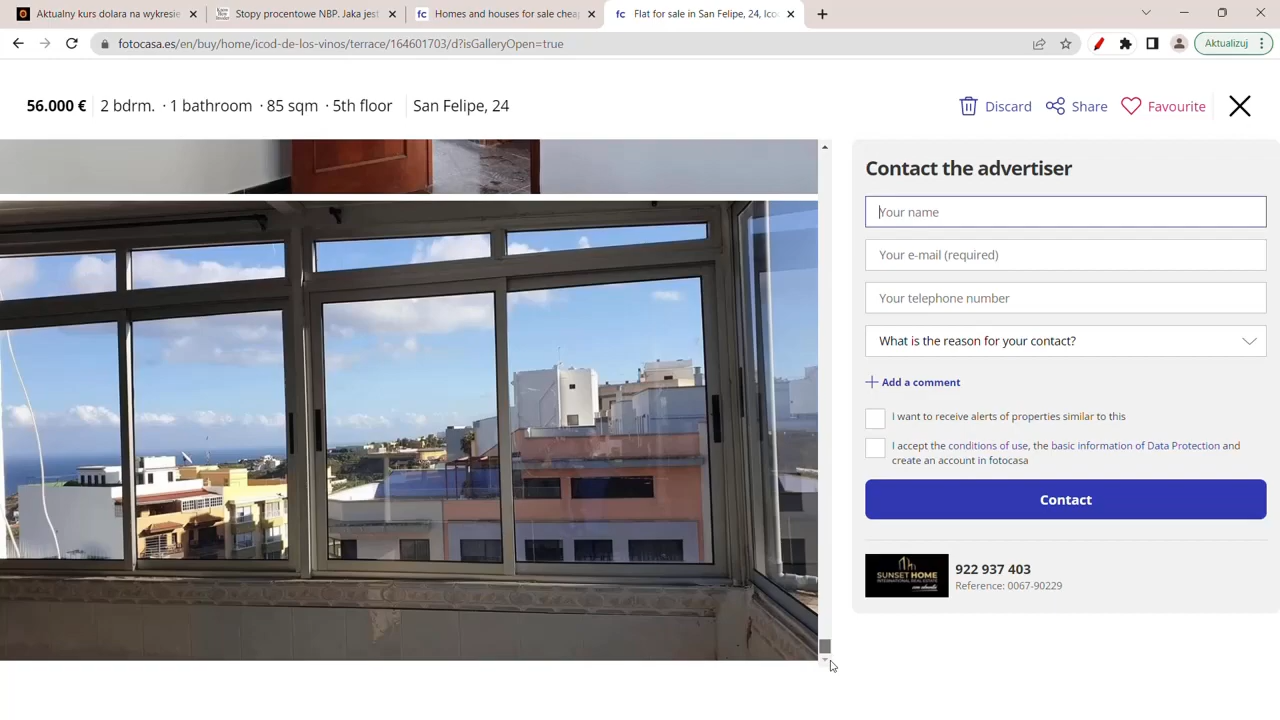 Aktualny kurs dolara na wykresie
Stopy procentowe NBP. Jaka jest
Homes and houses for sale cheap
Flat for sale in San Felipe, 24, Ico
fotocasa.es/en/buy/home/icod-de-los-vinos/terrace/164601703/d?isGalleryOpen=true
Aktualizuj
56.000 € 2 bdrm. · 1 bathroom · 85 sqm · 5th floor San Felipe, 24
Discard Share Favourite
Contact the advertiser
Your name
Your e-mail (required)
Your telephone number
What is the reason for your contact?
Add a comment
I want to receive alerts of properties similar to this
I accept the conditions of use, the basic information of Data Protection and
create an account in fotocasa
Contact
SUNSET HOME
922 937 403
Reference: 0067-90229